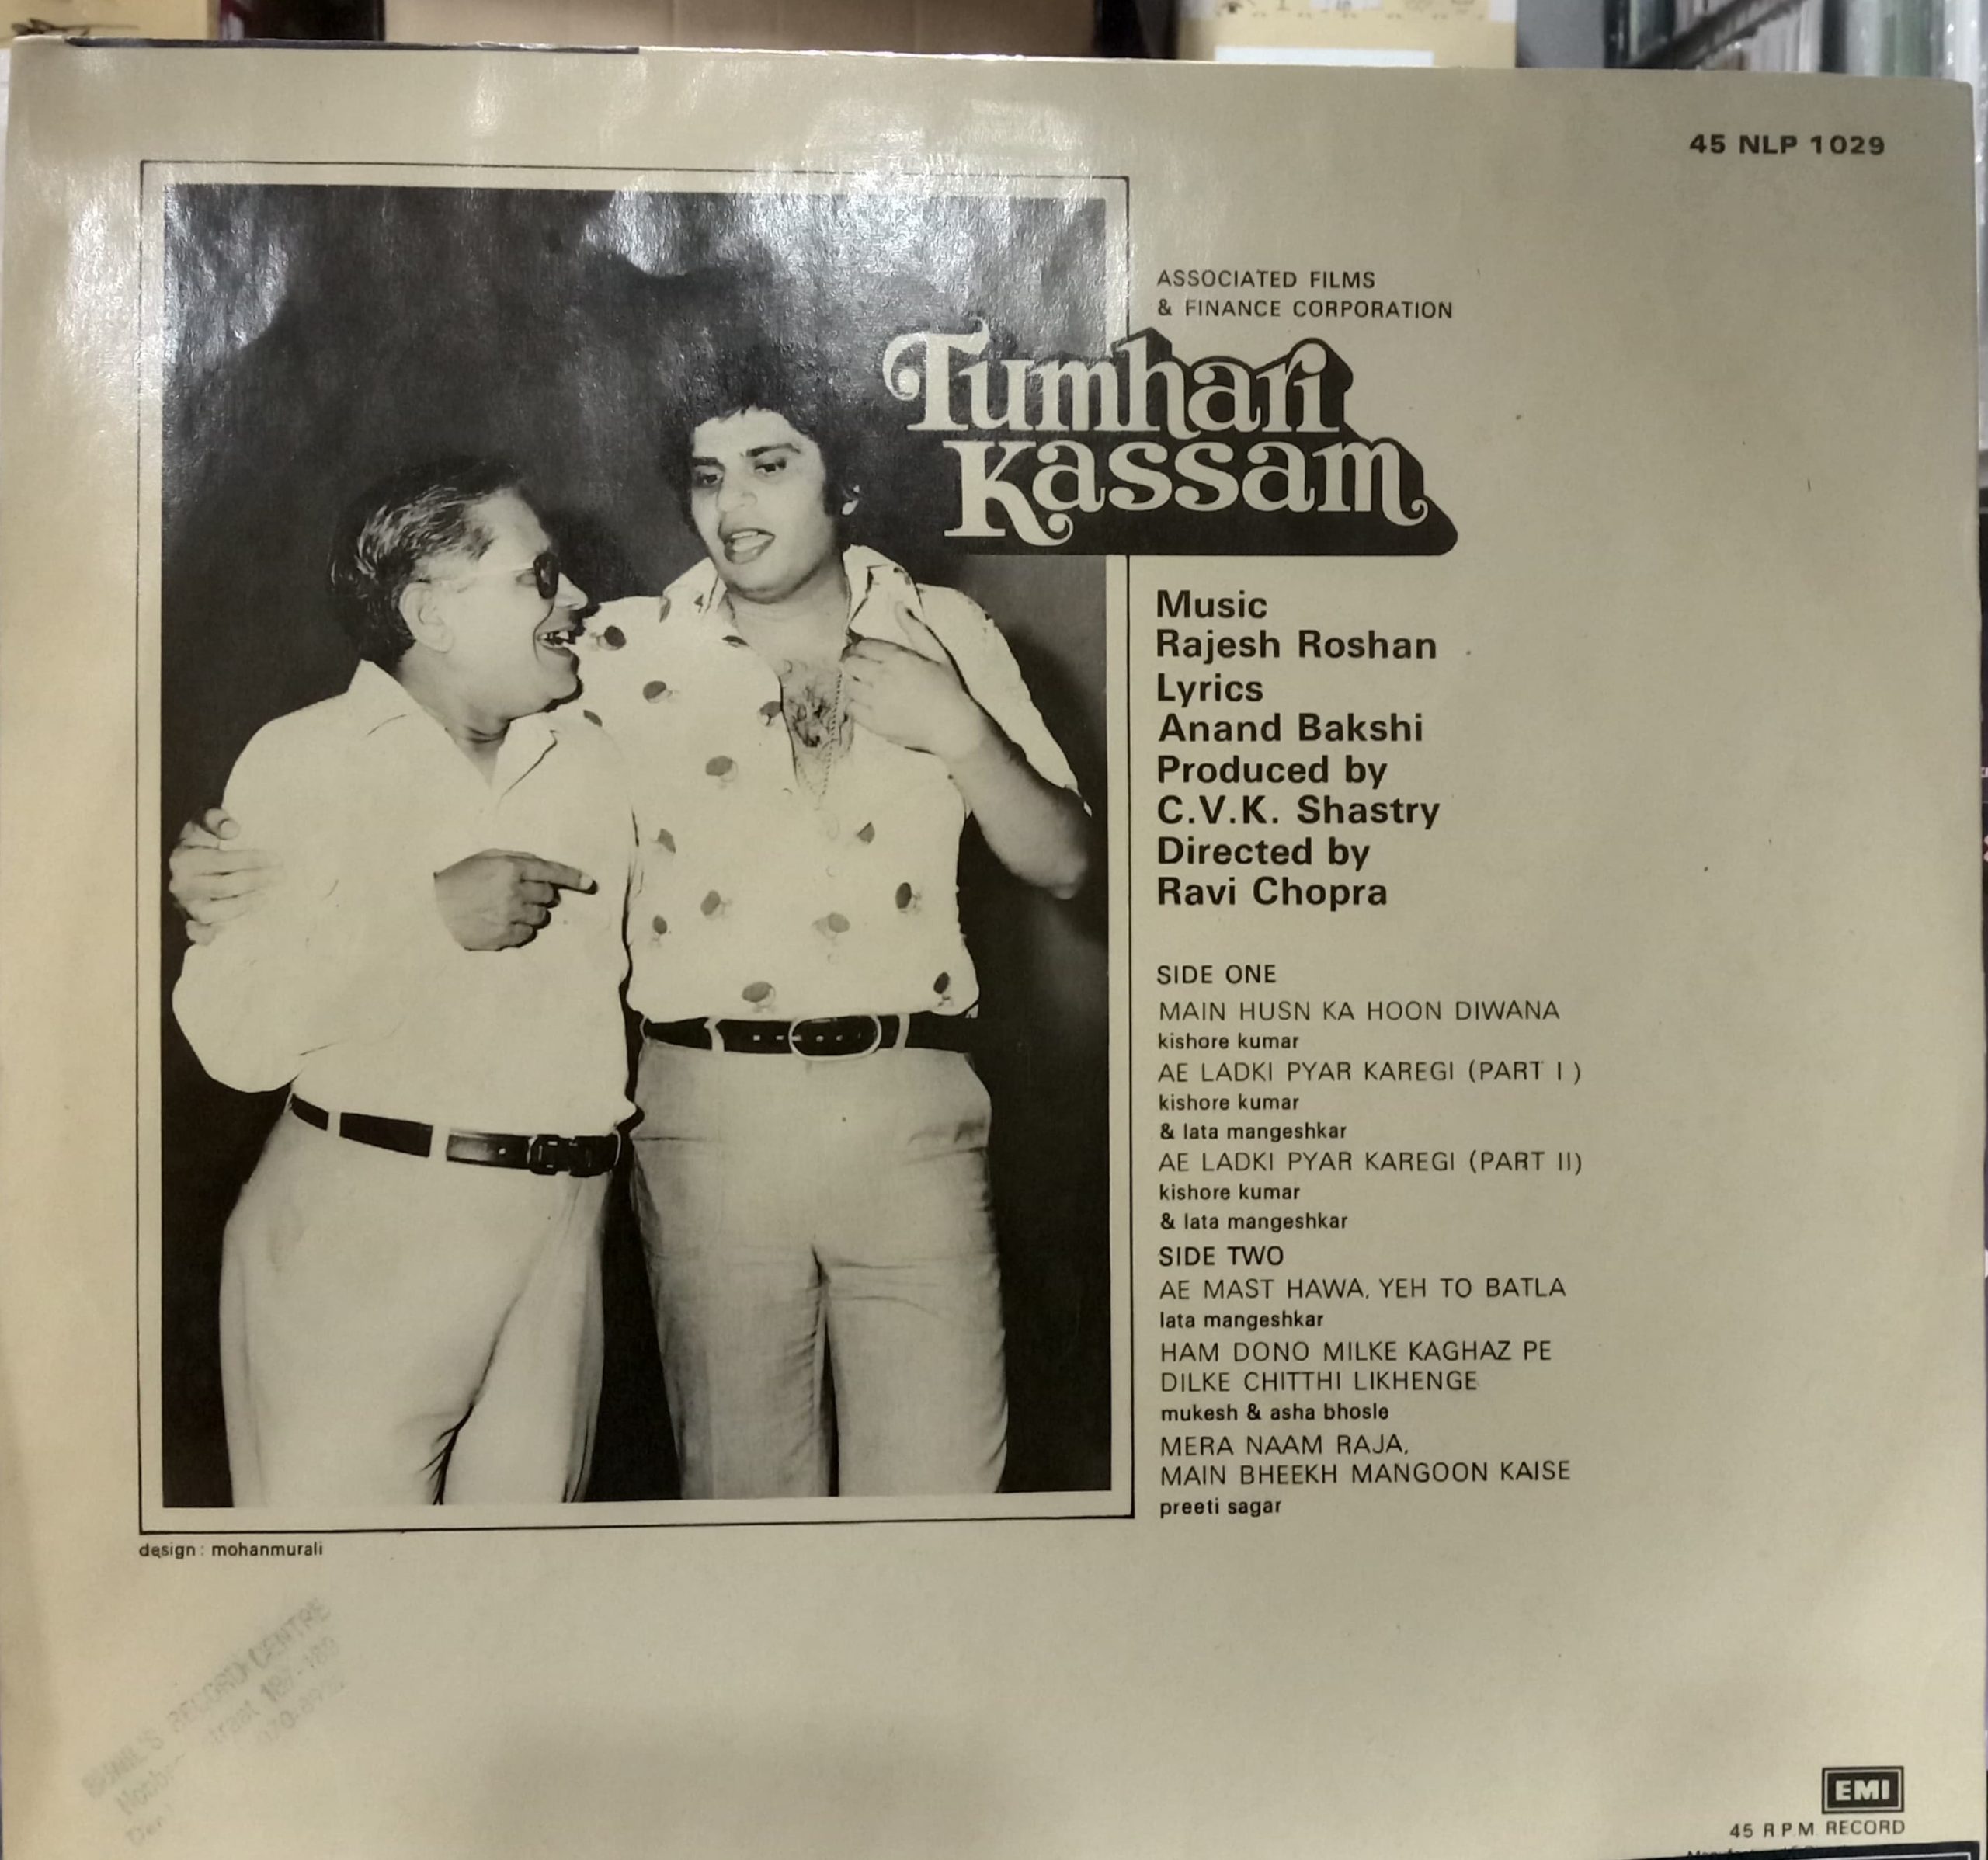 45 NLP 1029
ASSOCIATED FILMS
& FINANCE CORPORATION
Tumhari
Kassam
Music
Rajesh Roshan
Lyrics
Anand Bakshi
Produced by
C.V.K. Shastry
Directed by
Ravi Chopra
SIDE ONE
MAIN HUSN KA HOON DIWANA
kishore kumar
AE LADKI PYAR KAREGI (PART I )
kishore kumar
& lata mangeshkar
AE LADKI PYAR KAREGI (PART II)
kishore kumar
& lata mangeshkar
SIDE TWO
AE MAST HAWA, YEH TO BATLA
lata mangeshkar
HAM DONO MILKE KAGHAZ PE
DILKE CHITTHI LIKHENGE
mukesh & asha bhosle
MERA NAAM RAJA,
MAIN BHEEKH MANGOON KAISE
preeti sagar
design : mohanmurali
RECORD CENTRE
EMI
45 R.P.M. RECORD